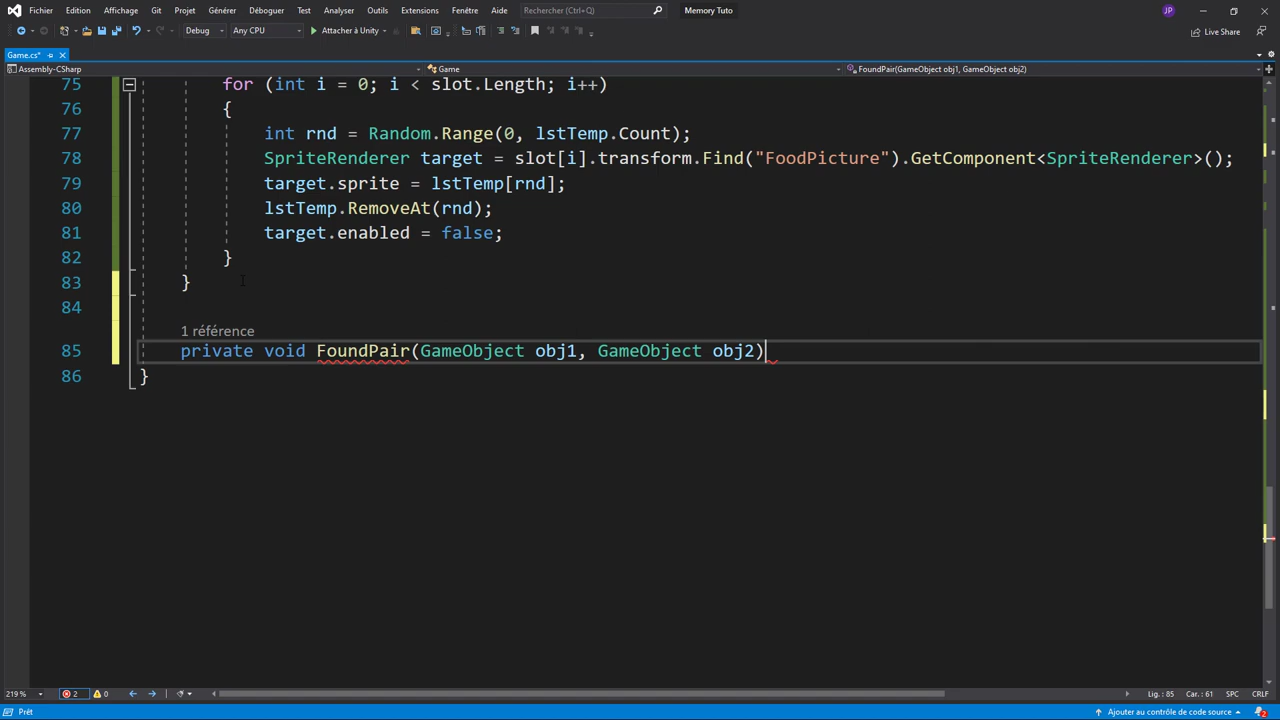 Fichier Edition Affichage Git Projet Générer Déboguer Test Analyser Outils Extensions Fenêtre Aide Rechercher (Ctrl+Q) Memory Tuto JP
Debug Any CPU Attacher à Unity Live Share
Game.cs*
Assembly-CSharp Game FoundPair(GameObject obj1, GameObject obj2)
75 for (int i = 0; i < slot.Length; i++)
76 {
77 int rnd = Random.Range(0, lstTemp.Count);
78 SpriteRenderer target = slot[i].transform.Find("FoodPicture").GetComponent<SpriteRenderer>();
79 target.sprite = lstTemp[rnd];
80 lstTemp.RemoveAt(rnd);
81 target.enabled = false;
82 }
83 }
84
1 référence
85 private void FoundPair(GameObject obj1, GameObject obj2)
86 }
219 % 2 0 Lig. : 85 Car. : 61 SPC CRLF
Prêt Ajouter au contrôle de code source 2